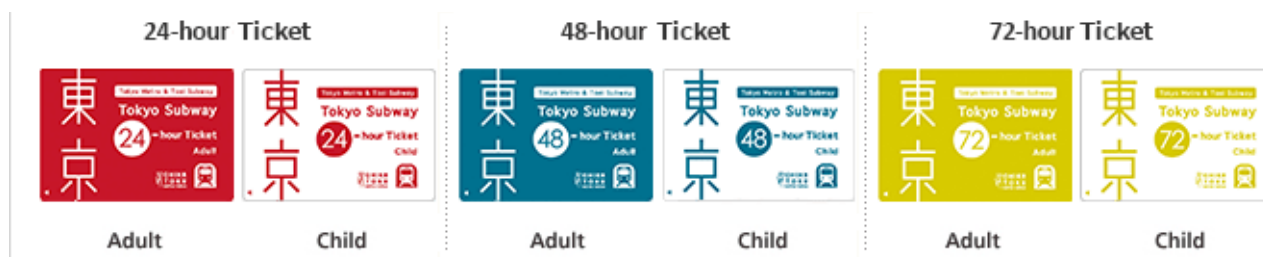 24-hour Ticket
48-hour Ticket
72-hour Ticket
東京
Tokyo Metro & Toei Subway
Tokyo Subway
24-hour Ticket
Adult
東京
Tokyo Metro & Toei Subway
Tokyo Subway
24-hour Ticket
Child
東京
Tokyo Metro & Toei Subway
Tokyo Subway
48-hour Ticket
Adult
東京
Tokyo Metro & Toei Subway
Tokyo Subway
48-hour Ticket
Child
東京
Tokyo Metro & Toei Subway
Tokyo Subway
72-hour Ticket
Adult
東京
Tokyo Metro & Toei Subway
Tokyo Subway
72-hour Ticket
Child
Adult
Child
Adult
Child
Adult
Child